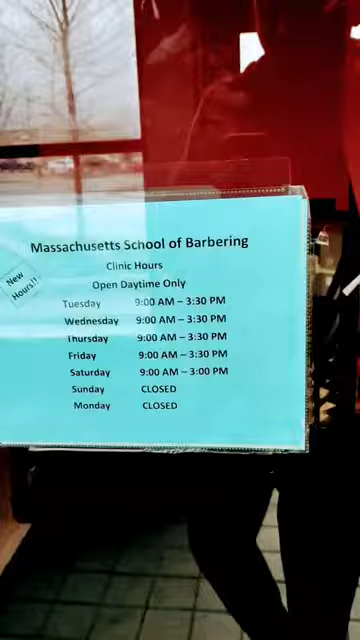 Massachusetts School of Barbering
Clinic Hours
New
Hours!!
Open Daytime Only
Tuesday 9:00 AM – 3:30 PM
Wednesday 9:00 AM – 3:30 PM
Thursday 9:00 AM – 3:30 PM
Friday 9:00 AM – 3:30 PM
Saturday 9:00 AM – 3:00 PM
Sunday CLOSED
Monday CLOSED